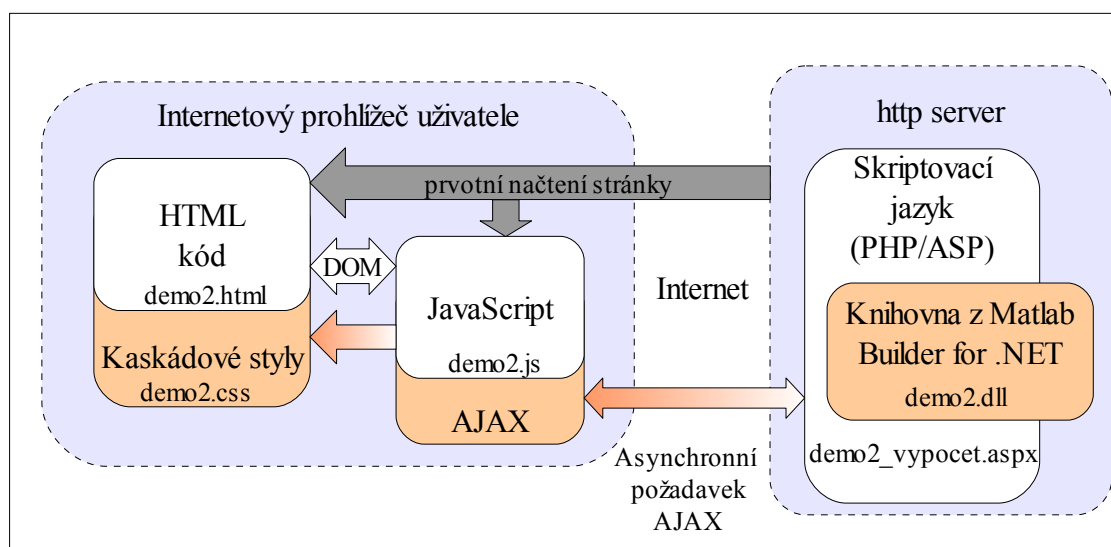 Internetový prohlížeč uživatele
HTML
kód
demo2.html
Kaskádové styly
demo2.css
prvotní načtení stránky
DOM
JavaScript
demo2.js
AJAX
Internet
Asynchronní
požadavek
AJAX
http server
Skriptovací
jazyk
(PHP/ASP)
Knihovna z Matlab
Builder for .NET
demo2.dll
demo2_vypocet.aspx